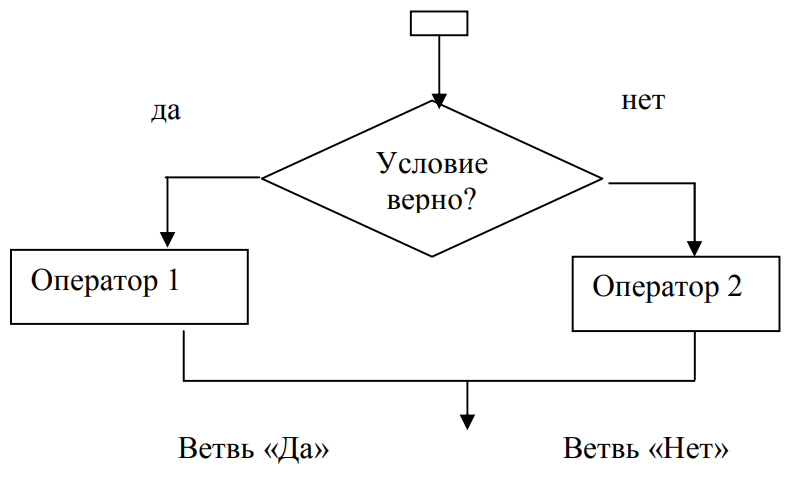 да
нет
Условие
верно?
Оператор 1
Оператор 2
Ветвь «Да»
Ветвь «Нет»